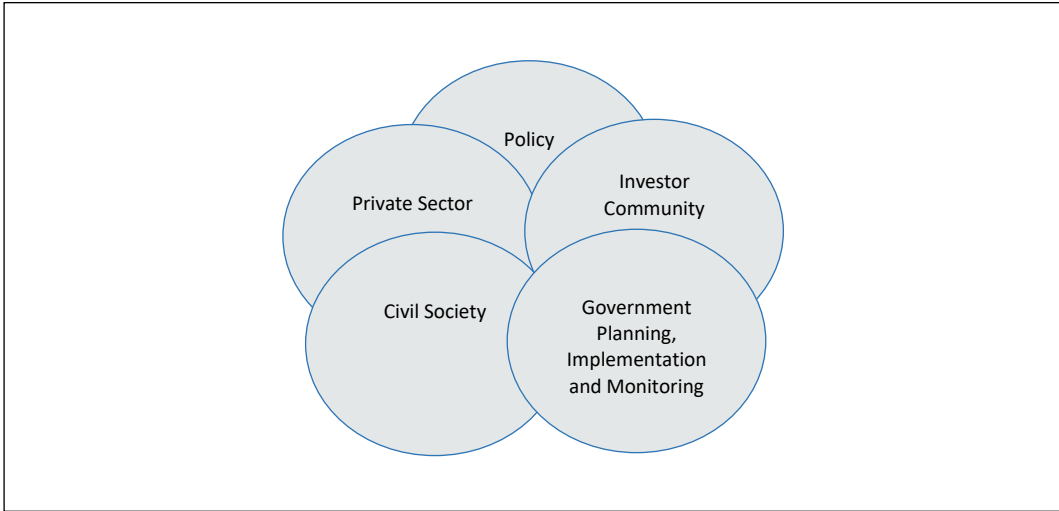 Policy
Private Sector
Investor
Community
Civil Society
Government
Planning,
Implementation
and Monitoring